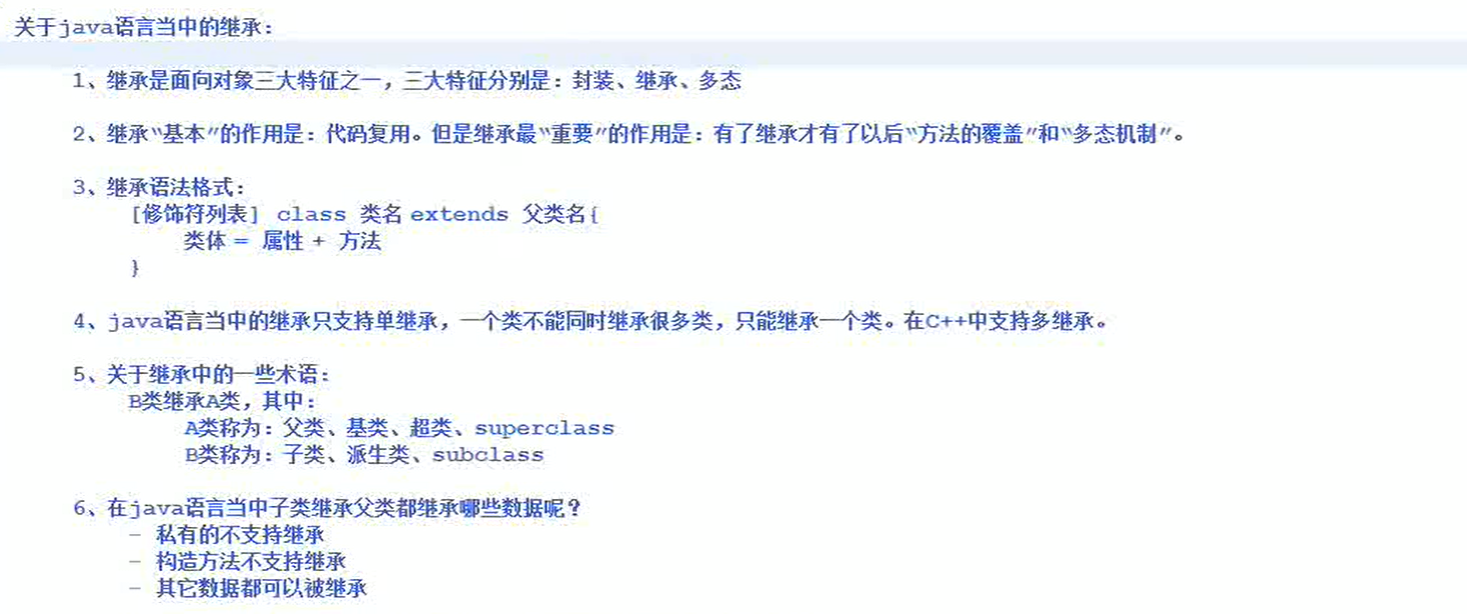 关于java语言当中的继承：
1、继承是面向对象三大特征之一，三大特征分别是：封装、继承、多态
2、继承“基本”的作用是：代码复用。但是继承最“重要”的作用是：有了继承才有了以后“方法的覆盖”和“多态机制”。
3、继承语法格式：
[修饰符列表] class 类名 extends 父类名{
类体 = 属性 + 方法
}
4、java语言当中的继承只支持单继承，一个类不能同时继承很多类，只能继承一个类。在C++中支持多继承。
5、关于继承中的一些术语：
B类继承A类，其中：
A类称为：父类、基类、超类、superclass
B类称为：子类、派生类、subclass
6、在java语言当中子类继承父类都继承哪些数据呢？
- 私有的不支持继承
- 构造方法不支持继承
- 其它数据都可以被继承